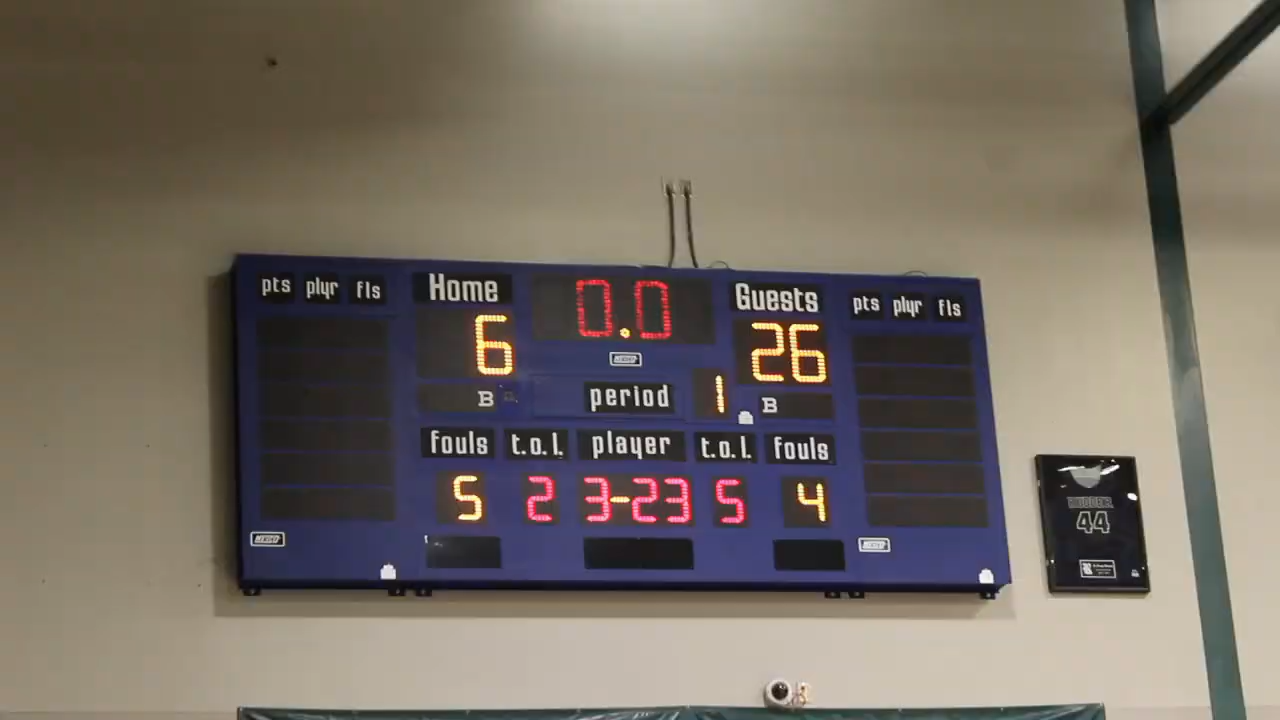 pts plyr fls Home 0.0 Guests pts plyr fls
6 26
B period 1 B
fouls t.o.l. player t.o.l. fouls
5 2 3-23 5 4
44